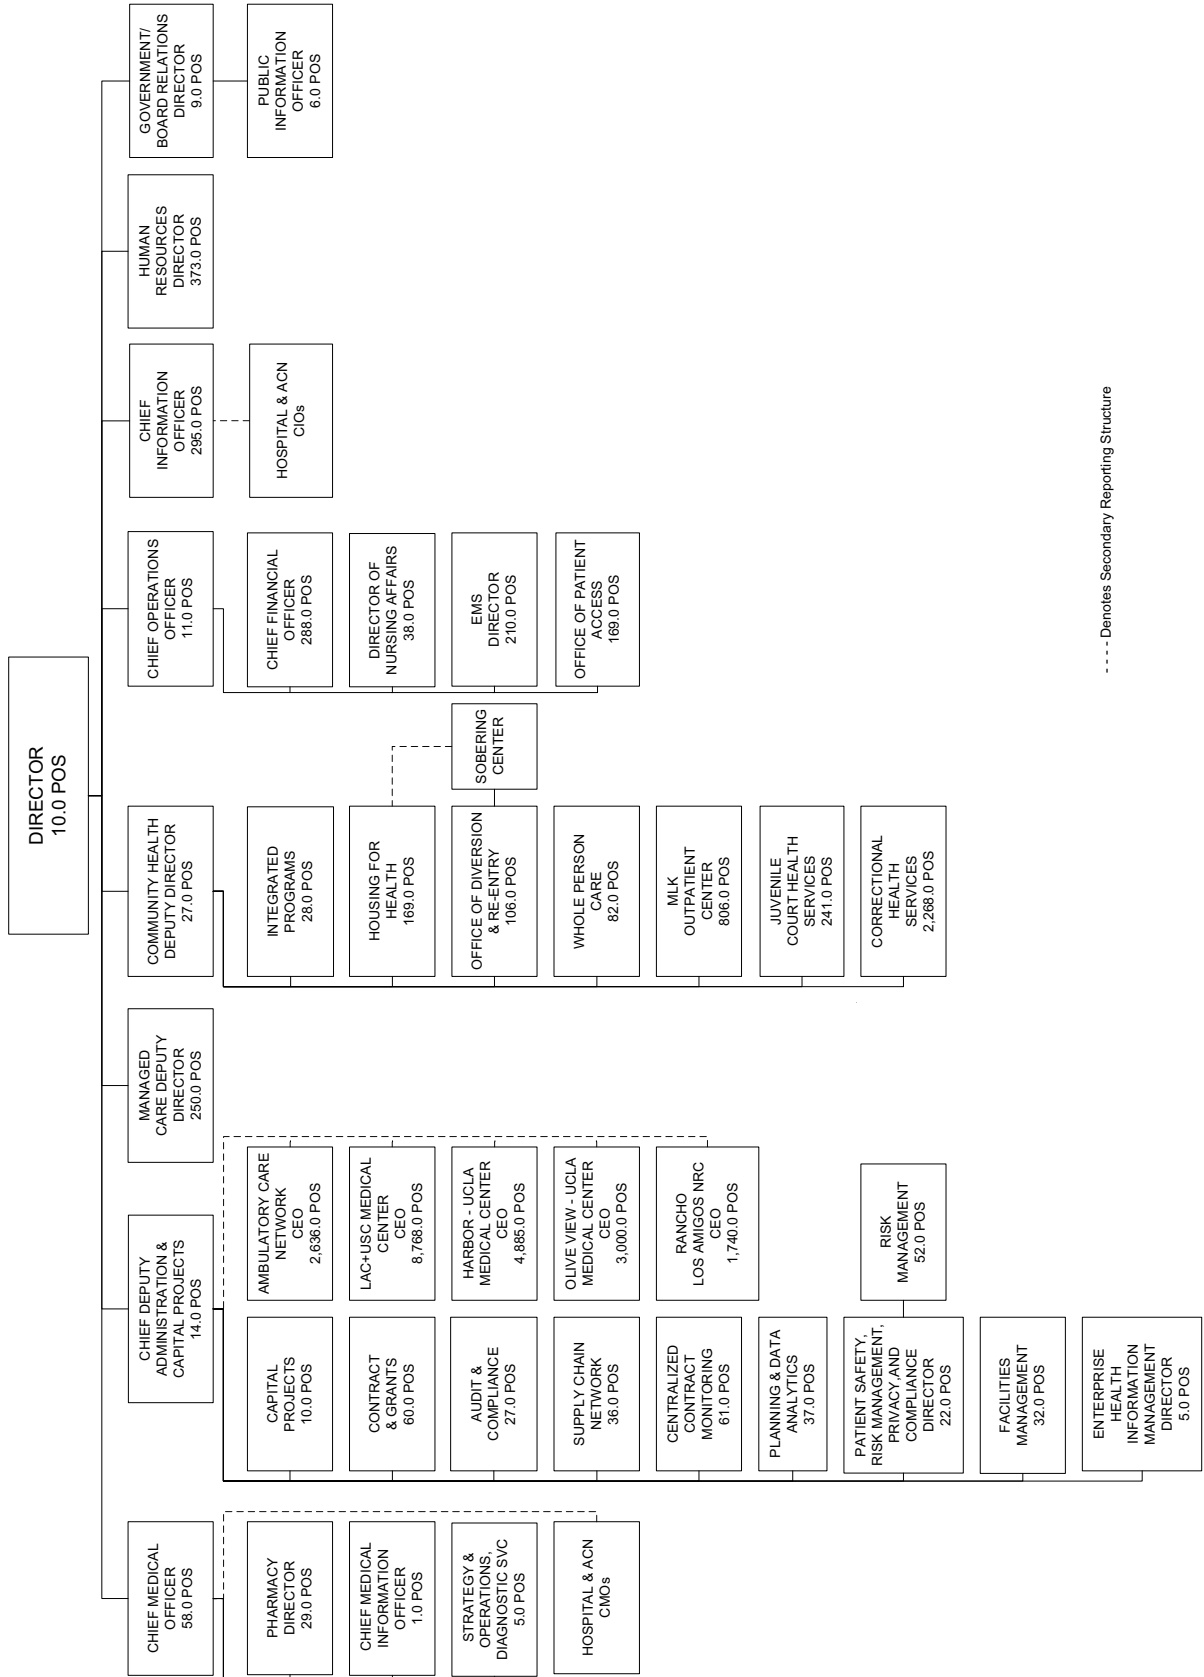 DIRECTOR
10.0 POS
CHIEF MEDICAL
OFFICER
58.0 POS
PHARMACY
DIRECTOR
29.0 POS
CHIEF MEDICAL
INFORMATION
OFFICER
1.0 POS
STRATEGY &
OPERATIONS,
DIAGNOSTIC SVC
5.0 POS
HOSPITAL & ACN
CMOs
CHIEF DEPUTY
ADMINISTRATION &
CAPITAL PROJECTS
14.0 POS
CAPITAL
PROJECTS
10.0 POS
CONTRACT
& GRANTS
60.0 POS
AUDIT &
COMPLIANCE
27.0 POS
SUPPLY CHAIN
NETWORK
36.0 POS
CENTRALIZED
CONTRACT
MONITORING
61.0 POS
PLANNING & DATA
ANALYTICS
37.0 POS
PATIENT SAFETY,
RISK MANAGEMENT,
PRIVACY, AND
COMPLIANCE
DIRECTOR
22.0 POS
FACILITIES
MANAGEMENT
32.0 POS
ENTERPRISE
HEALTH
INFORMATION
MANAGEMENT
DIRECTOR
5.0 POS
AMBULATORY CARE
NETWORK
CEO
2,636.0 POS
LAC+USC MEDICAL
CENTER
CEO
8,768.0 POS
HARBOR - UCLA
MEDICAL CENTER
CEO
4,885.0 POS
OLIVE VIEW - UCLA
MEDICAL CENTER
CEO
3,000.0 POS
RANCHO
LOS AMIGOS NRC
CEO
1,740.0 POS
RISK
MANAGEMENT
52.0 POS
MANAGED
CARE DEPUTY
DIRECTOR
250.0 POS
COMMUNITY HEALTH
DEPUTY DIRECTOR
27.0 POS
INTEGRATED
PROGRAMS
28.0 POS
HOUSING FOR
HEALTH
169.0 POS
OFFICE OF DIVERSION
& RE-ENTRY
106.0 POS
SOBERING
CENTER
WHOLE PERSON
CARE
82.0 POS
MLK
OUTPATIENT
CENTER
806.0 POS
JUVENILE
COURT HEALTH
SERVICES
241.0 POS
CORRECTIONAL
HEALTH
SERVICES
2,268.0 POS
CHIEF OPERATIONS
OFFICER
11.0 POS
CHIEF FINANCIAL
OFFICER
288.0 POS
DIRECTOR OF
NURSING AFFAIRS
38.0 POS
EMS
DIRECTOR
210.0 POS
OFFICE OF PATIENT
ACCESS
169.0 POS
CHIEF
INFORMATION
OFFICER
295.0 POS
HOSPITAL & ACN
CIOs
HUMAN
RESOURCES
DIRECTOR
373.0 POS
GOVERNMENT/
BOARD RELATIONS
DIRECTOR
9.0 POS
PUBLIC
INFORMATION
OFFICER
6.0 POS
- - - - Denotes Secondary Reporting Structure